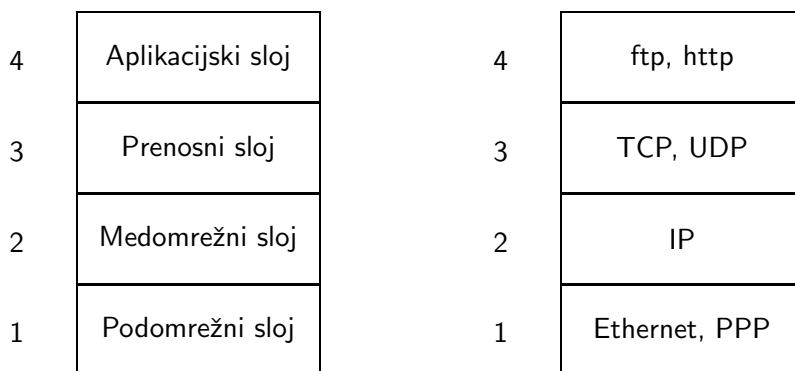 4 Aplikacijski sloj 4 ftp, http
3 Prenosni sloj 3 TCP, UDP
2 Medomrežni sloj 2 IP
1 Podomrežni sloj 1 Ethernet, PPP